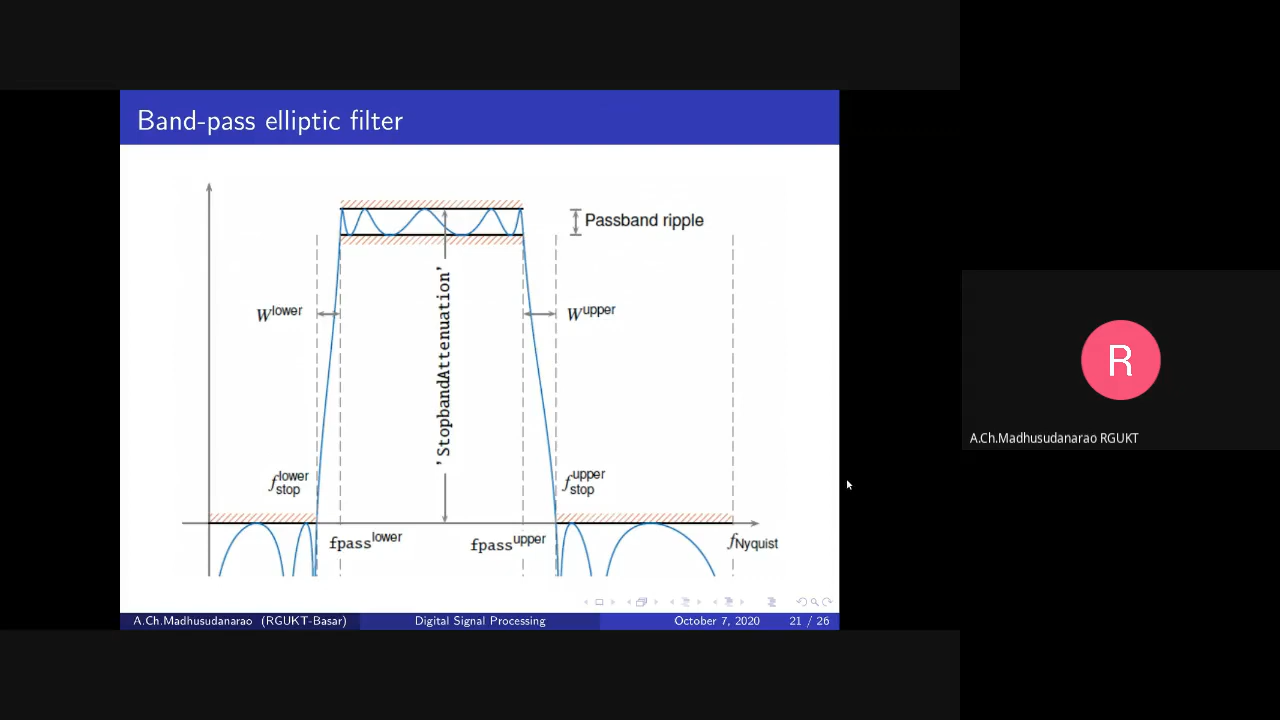 Band-pass elliptic filter
Passband ripple
W^lower
W^upper
'StopbandAttenuation'
f^lower_stop
f^upper_stop
fpass^lower
fpass^upper
f_Nyquist
A.Ch.Madhusudanarao (RGUKT-Basar)
Digital Signal Processing
October 7, 2020
21 / 26
R
A.Ch.Madhusudanarao RGUKT